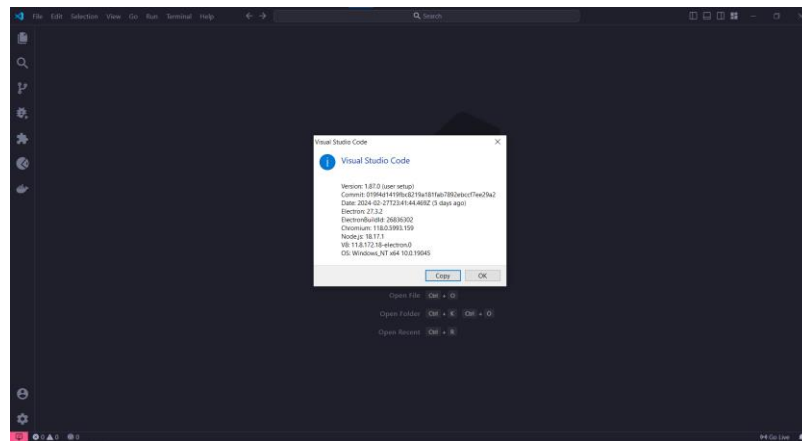 File Edit Selection View Go Run Terminal Help
Search
Visual Studio Code
Visual Studio Code
Version: 1.87.0 (user setup)
Commit: 019f4d1419fbc8219a181fab7892ebccf7ee29a2
Date: 2024-02-27T23:41:44.469Z (5 days ago)
Electron: 27.3.2
ElectronBuildId: 26836302
Chromium: 118.0.5993.159
Node.js: 18.17.1
V8: 11.8.172.18-electron.0
OS: Windows_NT x64 10.0.19045
Copy OK
Open File Ctrl + O
Open Folder Ctrl + K Ctrl + O
Open Recent Ctrl + R
0 0 0 Go Live